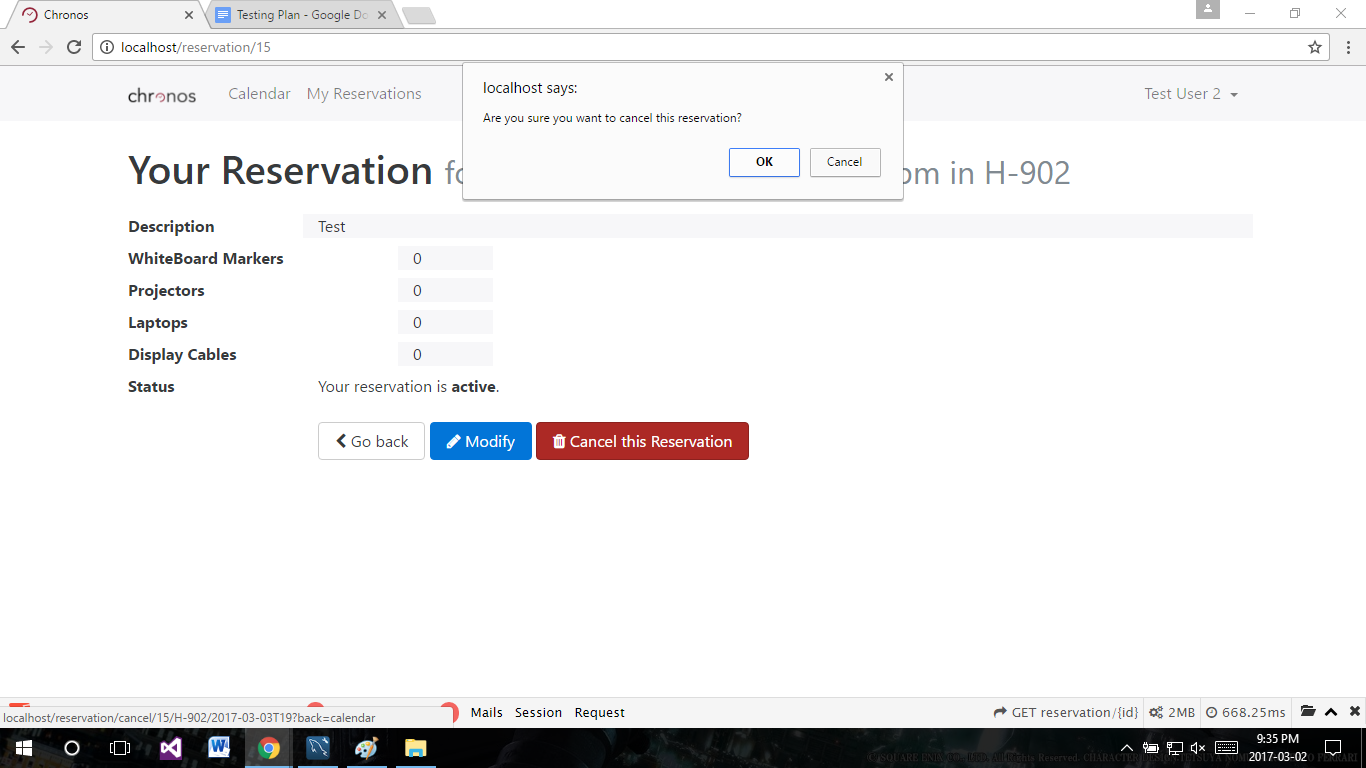 Chronos
Testing Plan - Google Do
localhost/reservation/15
localhost says:
Are you sure you want to cancel this reservation?
OK Cancel
chronos Calendar My Reservations Test User 2
Your Reservation in H-902
Description Test
WhiteBoard Markers 0
Projectors 0
Laptops 0
Display Cables 0
Status Your reservation is active.
Go back Modify Cancel this Reservation
localhost/reservation/cancel/15/H-902/2017-03-03T19?back=calendar
Mails Session Request GET reservation/{id} 2MB 668.25ms
9:35 PM
2017-03-02